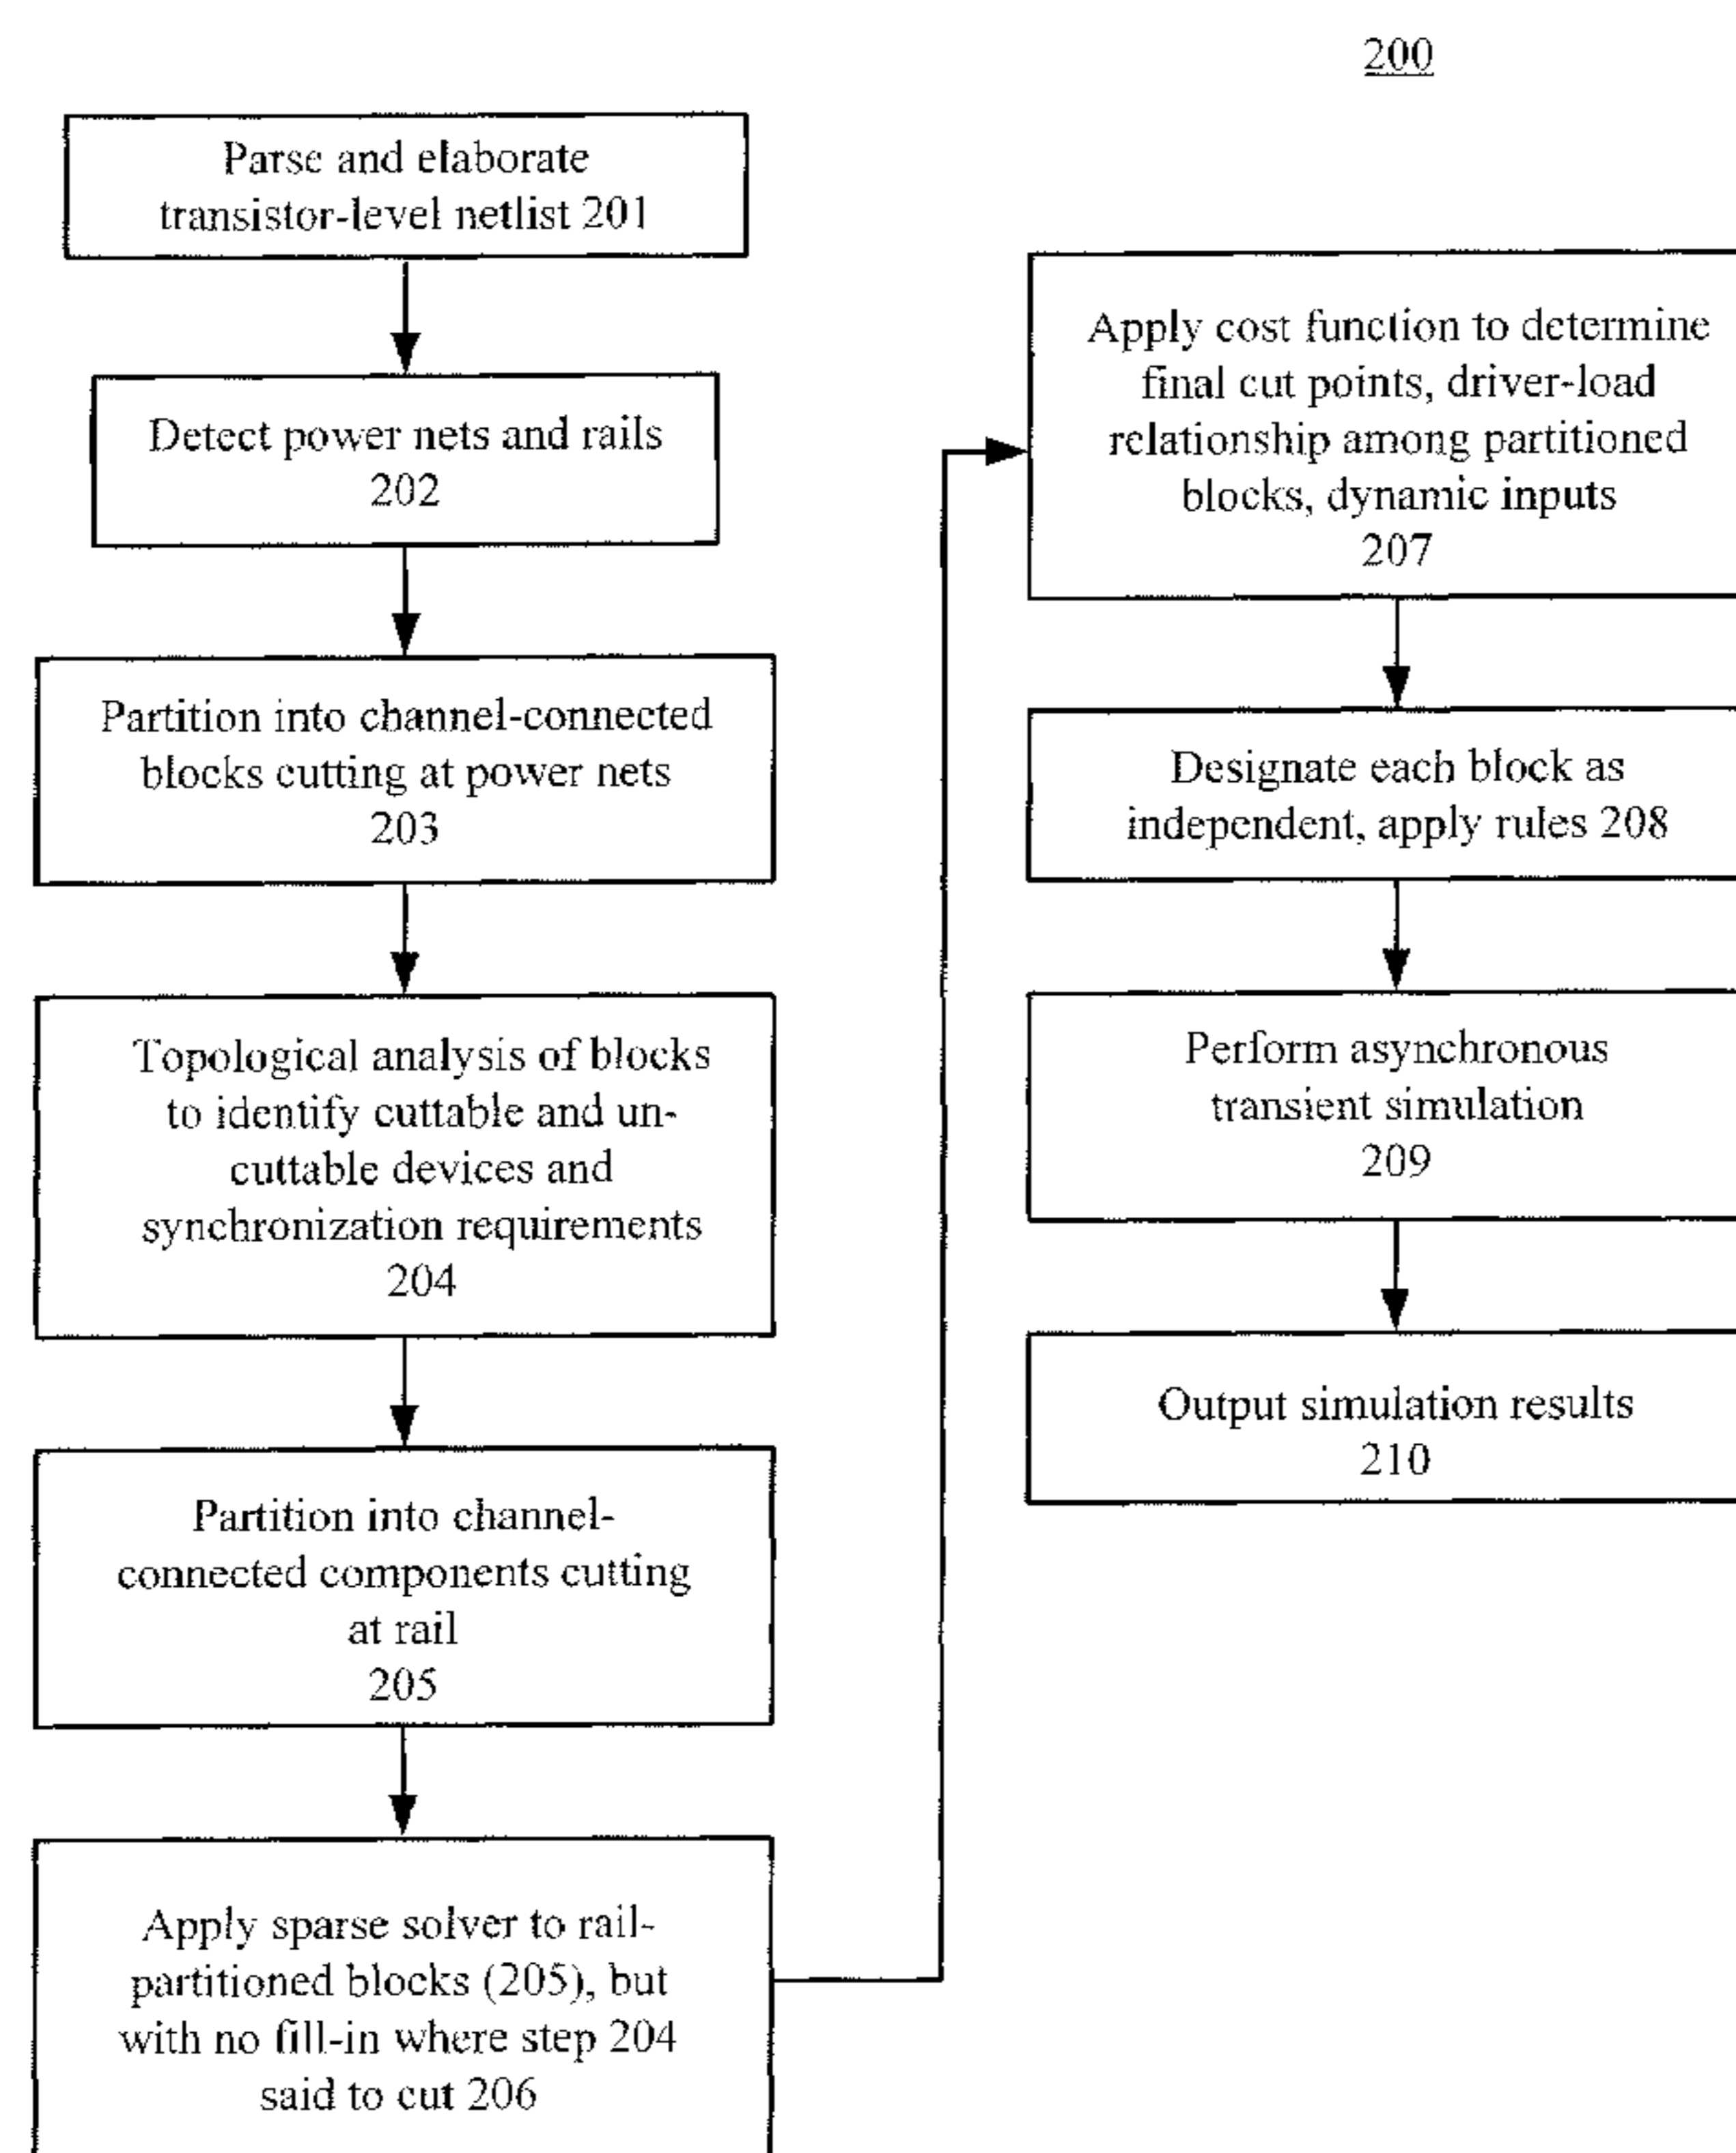 200
Parse and elaborate
transistor-level netlist 201
Detect power nets and rails
202
Partition into channel-connected
blocks cutting at power nets
203
Topological analysis of blocks
to identify cuttable and un-
cuttable devices and
synchronization requirements
204
Partition into channel-
connected components cutting
at rail
205
Apply sparse solver to rail-
partitioned blocks (205), but
with no fill-in where step 204
said to cut 206
Apply cost function to determine
final cut points, driver-load
relationship among partitioned
blocks, dynamic inputs
207
Designate each block as
independent, apply rules 208
Perform asynchronous
transient simulation
209
Output simulation results
210